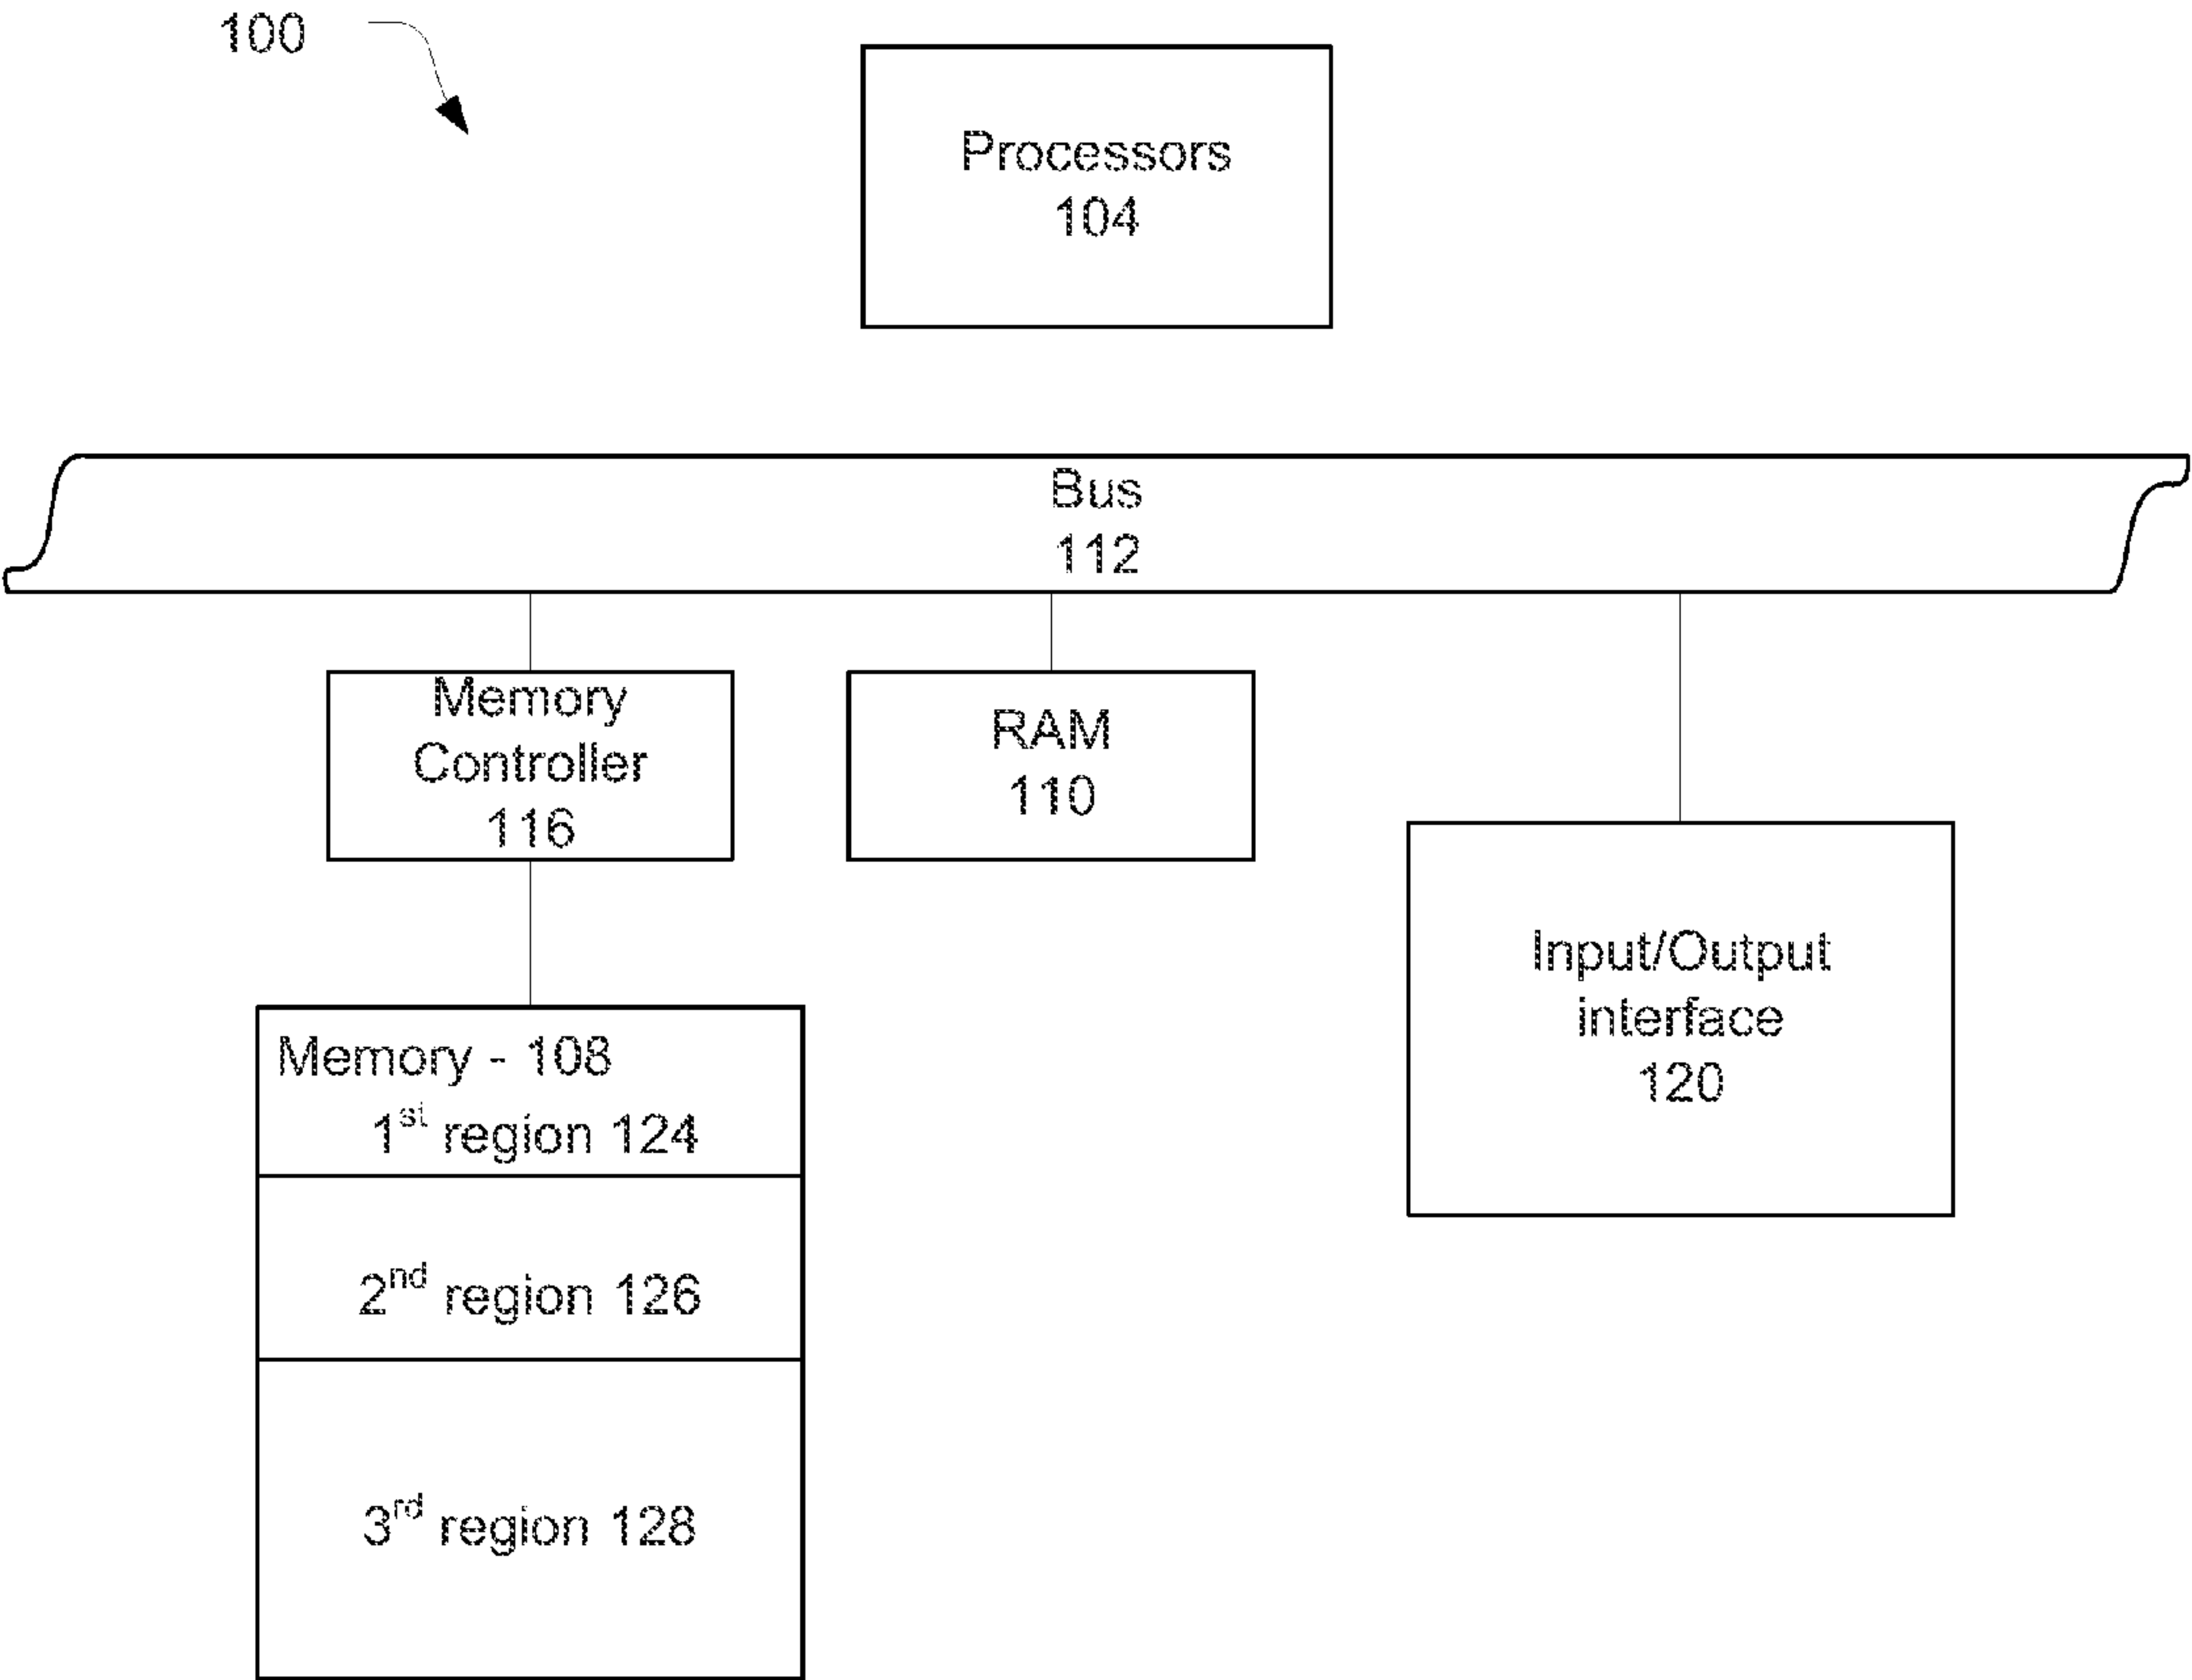 100
Processors
104
Bus
112
Memory
Controller
116
RAM
110
Input/Output
interface
120
Memory - 108
1st region 124
2nd region 126
3rd region 128